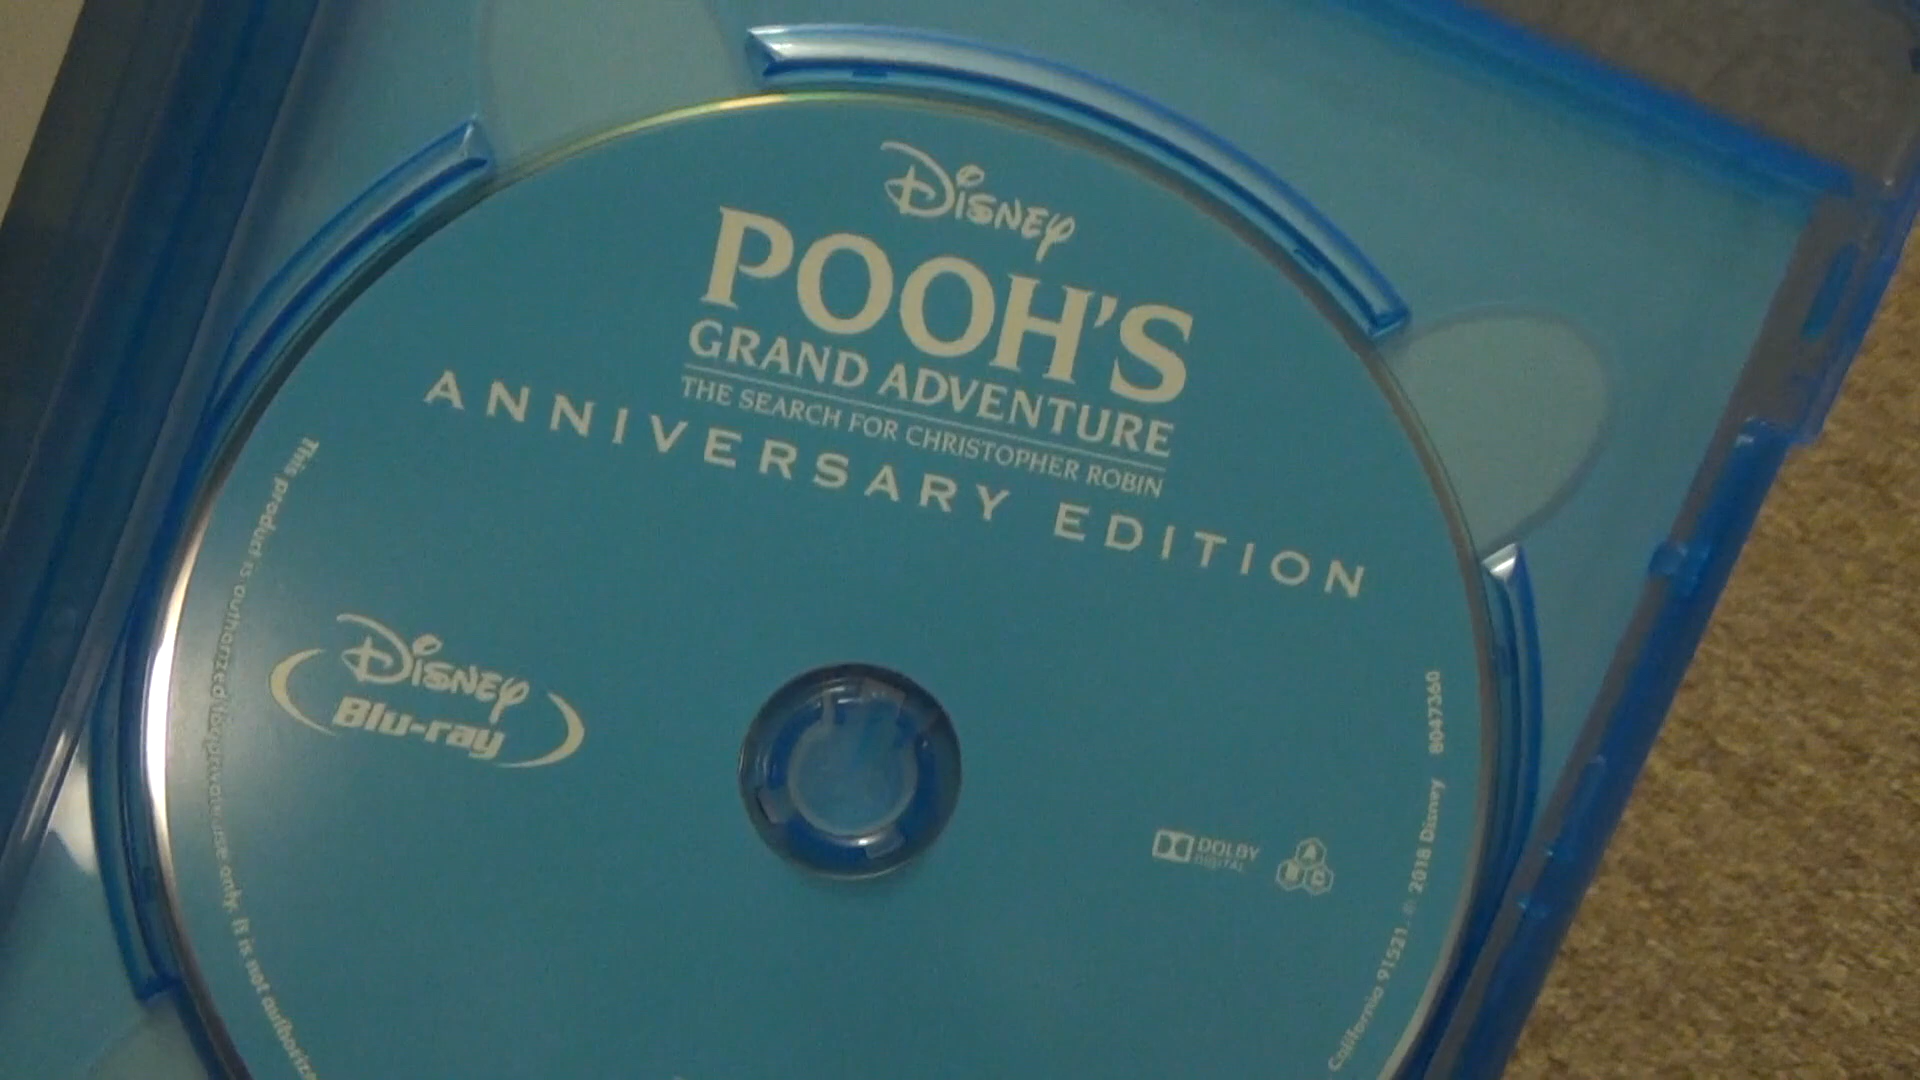 Disney
POOH'S
GRAND ADVENTURE
THE SEARCH FOR CHRISTOPHER ROBIN
ANNIVERSARY EDITION
Disney
Blu-ray
DOLBY
DIGITAL
A
B C
This product is authorized for private use only. It is not authorize
California 91521. © 2018 Disney 8047360